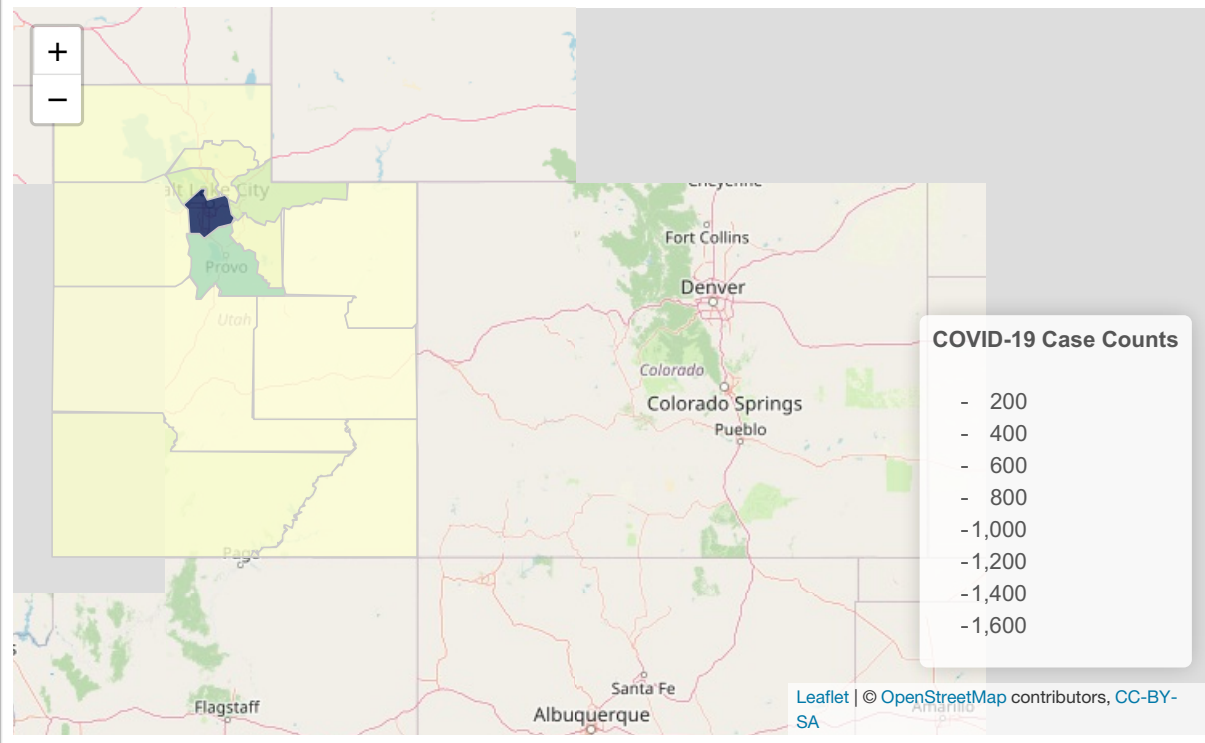 +
−
alt Lake City
Provo
Utah
Page
Cheyenne
Fort Collins
Denver
Colorado
Colorado Springs
Pueblo
COVID-19 Case Counts
- 200
- 400
- 600
- 800
-1,000
-1,200
-1,400
-1,600
s
Flagstaff
Santa Fe
Albuquerque
Amarillo
Leaflet | © OpenStreetMap contributors, CC-BY-
SA